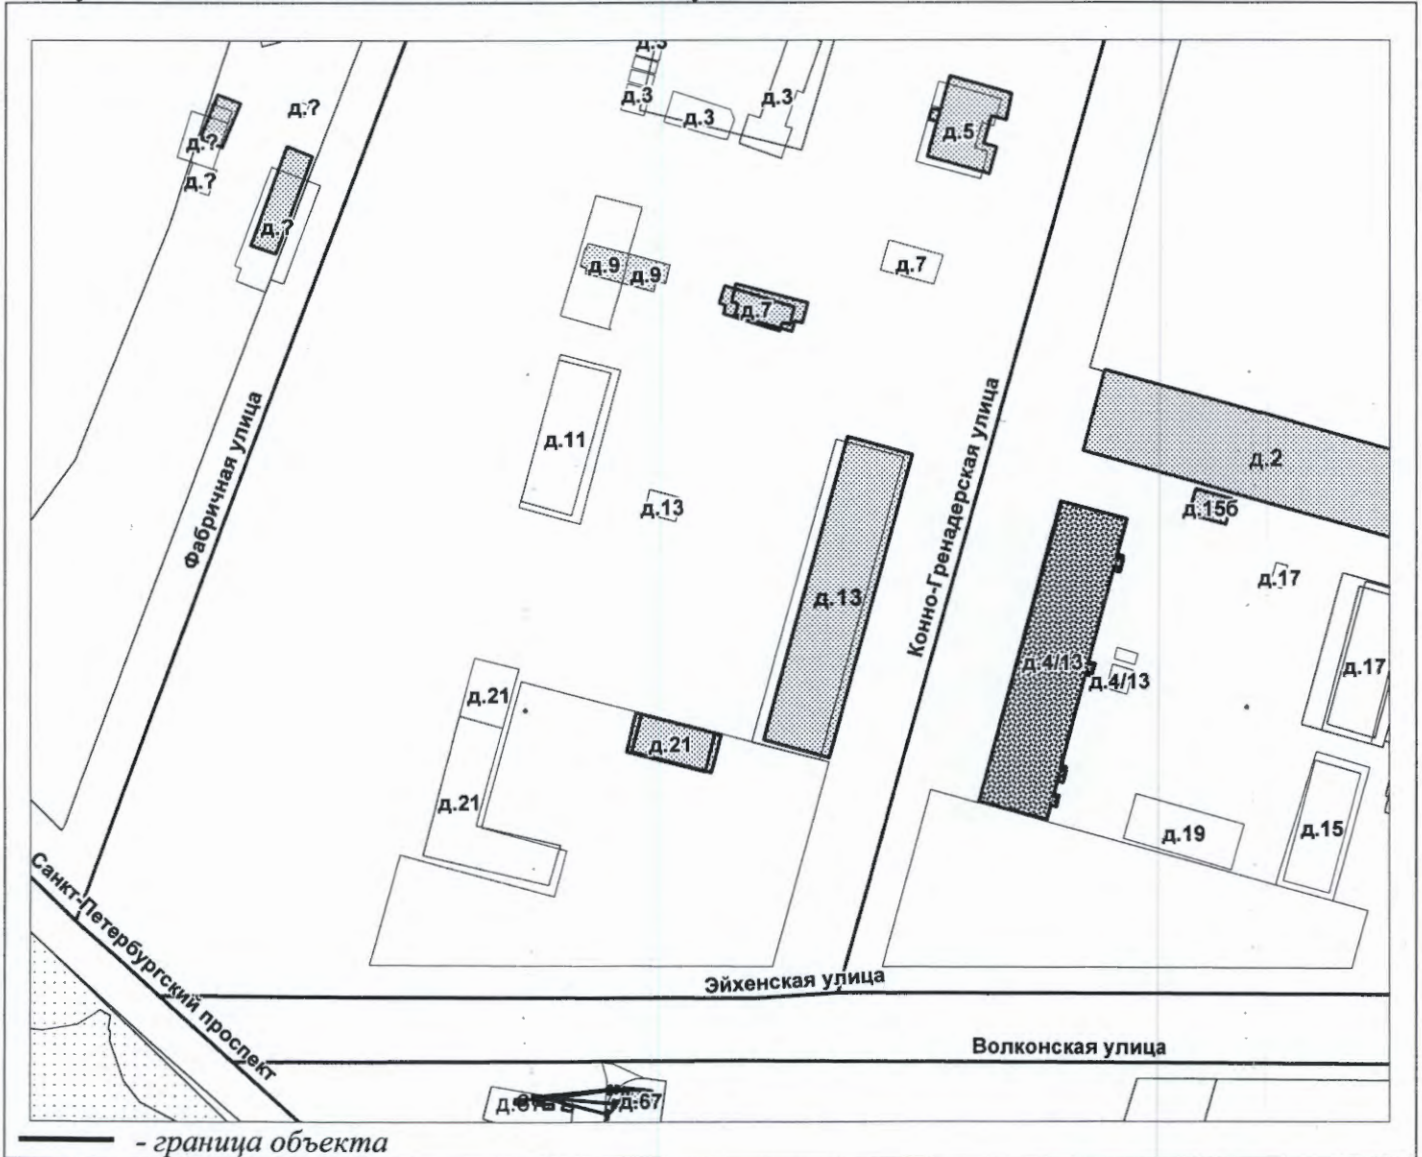 д.3
д.?
д.3
д.3
д.3
д.5
д.?
д.?
д.?
д.9
д.9
д.7
д.7
Фабричная улица
д.11
Конно-Гренадерская улица
д.2
д.13
д.15б
д.17
д.13
д.4/13
д.4/13
д.17
д.21
д.21
д.21
д.19
д.15
Санкт-Петербургский проспект
Эйхенская улица
Волконская улица
д.67
д.67
- граница объекта